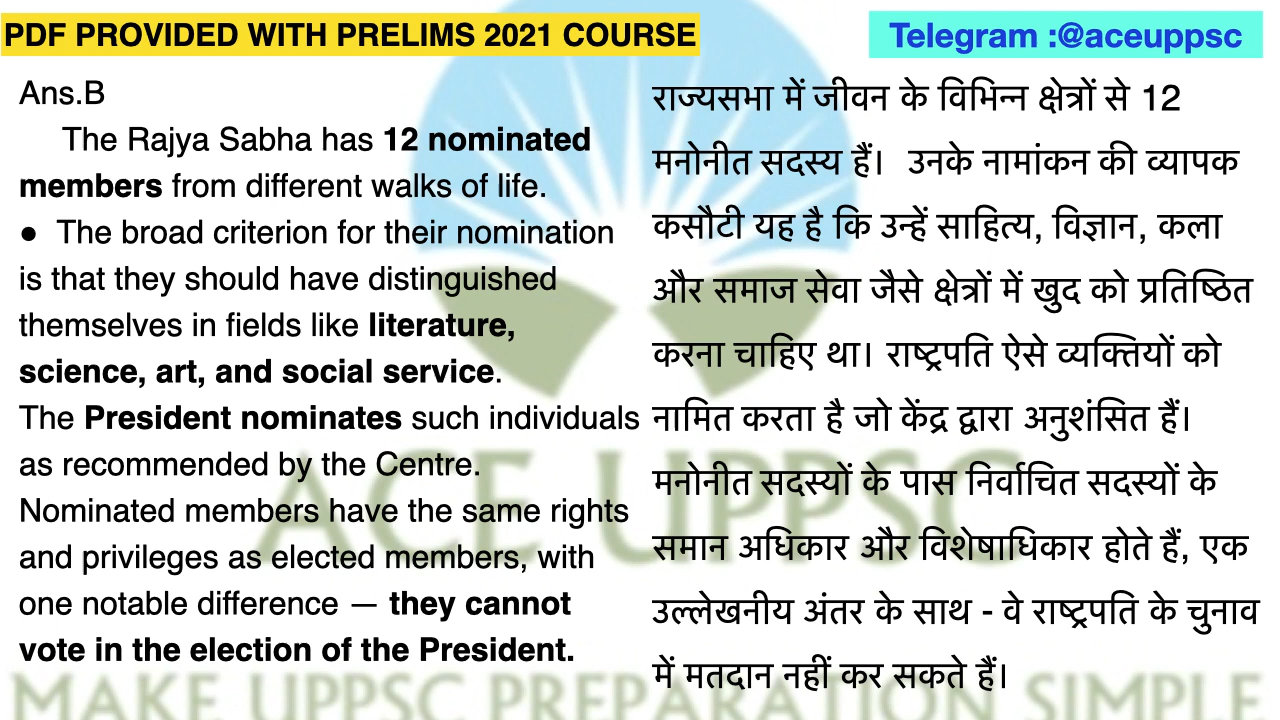 PDF PROVIDED WITH PRELIMS 2021 COURSE
Telegram :@aceuppsc
Ans.B
The Rajya Sabha has 12 nominated
members from different walks of life.
● The broad criterion for their nomination
is that they should have distinguished
themselves in fields like literature,
science, art, and social service.
The President nominates such individuals
as recommended by the Centre.
Nominated members have the same rights
and privileges as elected members, with
one notable difference — they cannot
vote in the election of the President.
राज्यसभा में जीवन के विभिन्न क्षेत्रों से 12
मनोनीत सदस्य हैं। उनके नामांकन की व्यापक
कसौटी यह है कि उन्हें साहित्य, विज्ञान, कला
और समाज सेवा जैसे क्षेत्रों में खुद को प्रतिष्ठित
करना चाहिए था। राष्ट्रपति ऐसे व्यक्तियों को
नामित करता है जो केंद्र द्वारा अनुशंसित हैं।
मनोनीत सदस्यों के पास निर्वाचित सदस्यों के
समान अधिकार और विशेषाधिकार होते हैं, एक
उल्लेखनीय अंतर के साथ - वे राष्ट्रपति के चुनाव
में मतदान नहीं कर सकते हैं।
ACE UPPSC
MAKE UPPSC PREPARATION SIMPLE